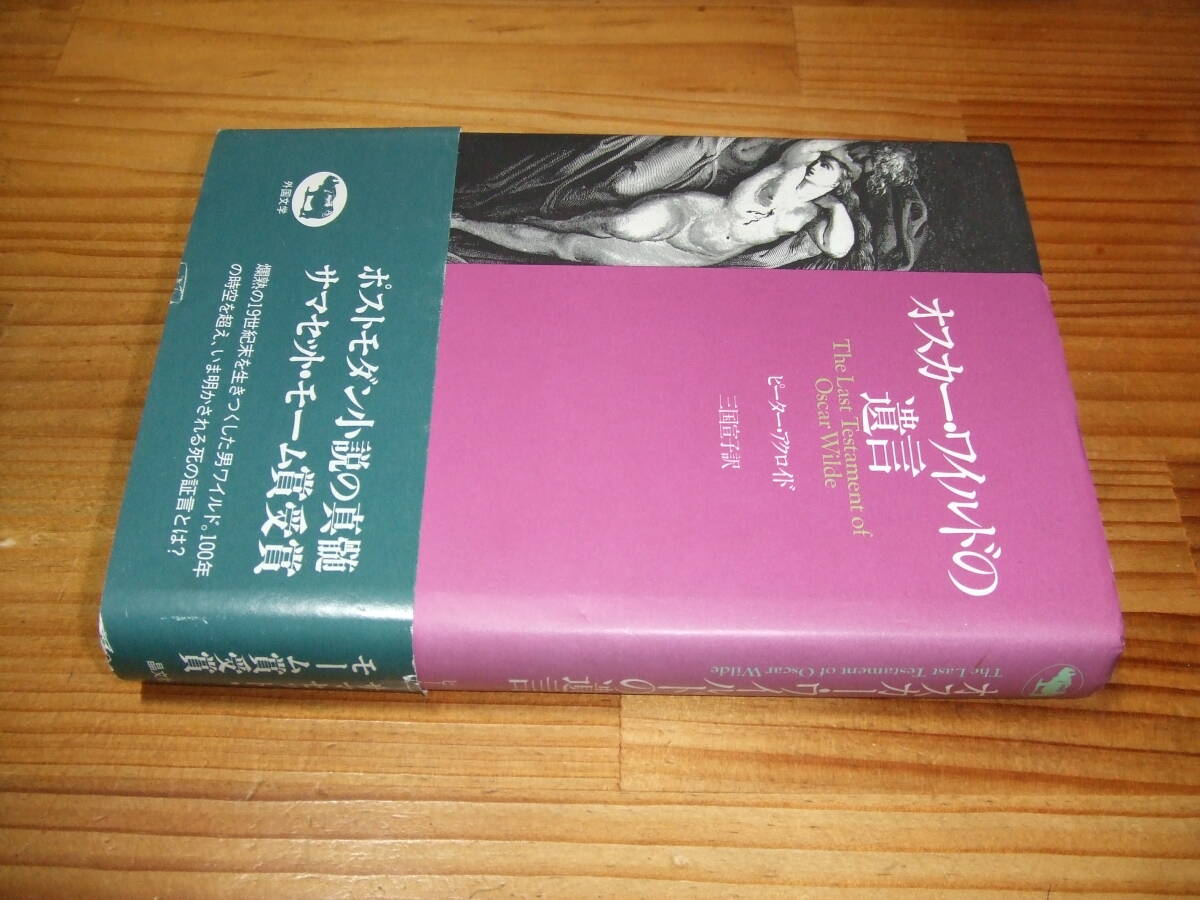 オスカー・ワイルドの
遺言
The Last Testament of
Oscar Wilde
ピーター・アクロイド
三国宣子訳
外国文学
ポストモダン小説の真髄
サマセット・モーム賞受賞
爛熟の19世紀末を生きつくした男ワイルド。100年
の時空を超え、いま明かされる死の証言とは?
オスカー・ワイルドの遺言
The Last Testament of Oscar Wilde
モーム賞受賞
晶文